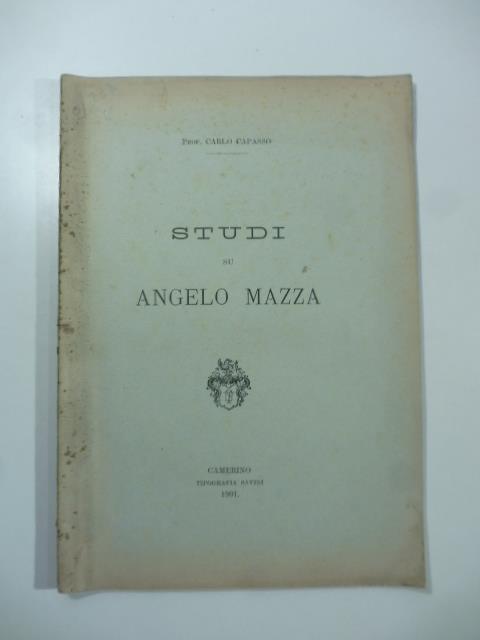 Prof. CARLO CAPASSO
STUDI
SU
ANGELO MAZZA
CAMERINO
TIPOGRAFIA SAVINI
1901.